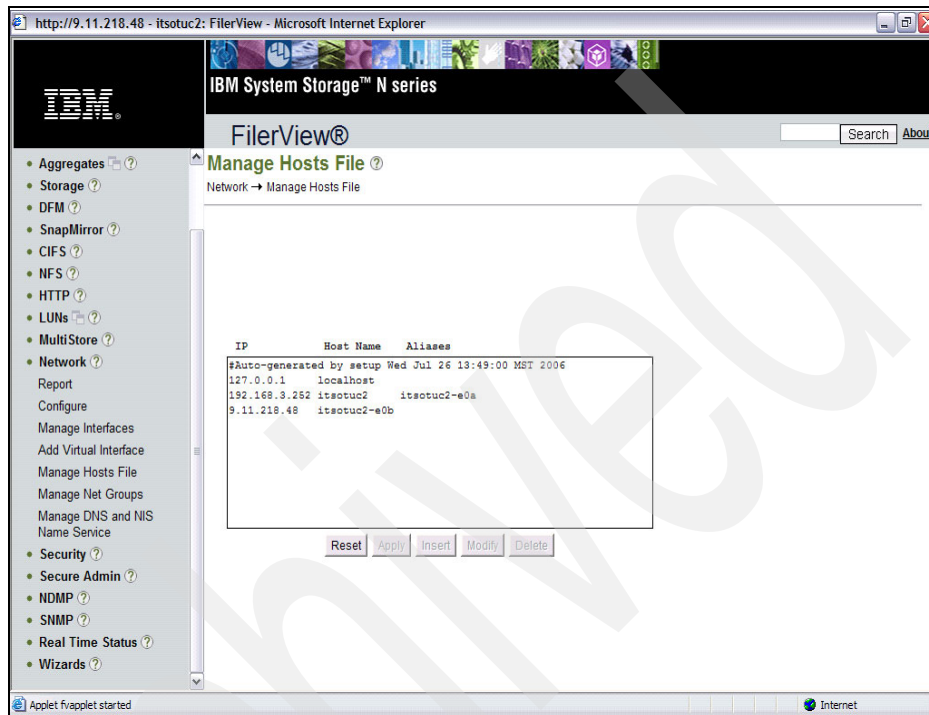 http://9.11.218.48 - itsotuc2: FilerView - Microsoft Internet Explorer
IBM
IBM System Storage™ N series
FilerView®
Search
Abou
Aggregates
Storage
DFM
SnapMirror
CIFS
NFS
HTTP
LUNs
MultiStore
Network
Report
Configure
Manage Interfaces
Add Virtual Interface
Manage Hosts File
Manage Net Groups
Manage DNS and NIS
Name Service
Security
Secure Admin
NDMP
SNMP
Real Time Status
Wizards
Manage Hosts File
Network → Manage Hosts File
IP Host Name Aliases
#Auto-generated by setup Wed Jul 26 13:49:00 MST 2006
127.0.0.1 localhost
192.168.3.252 itsotuc2 itsotuc2-e0a
9.11.218.48 itsotuc2-e0b
Reset Apply Insert Modify Delete
Applet fvapplet started
Internet
hived